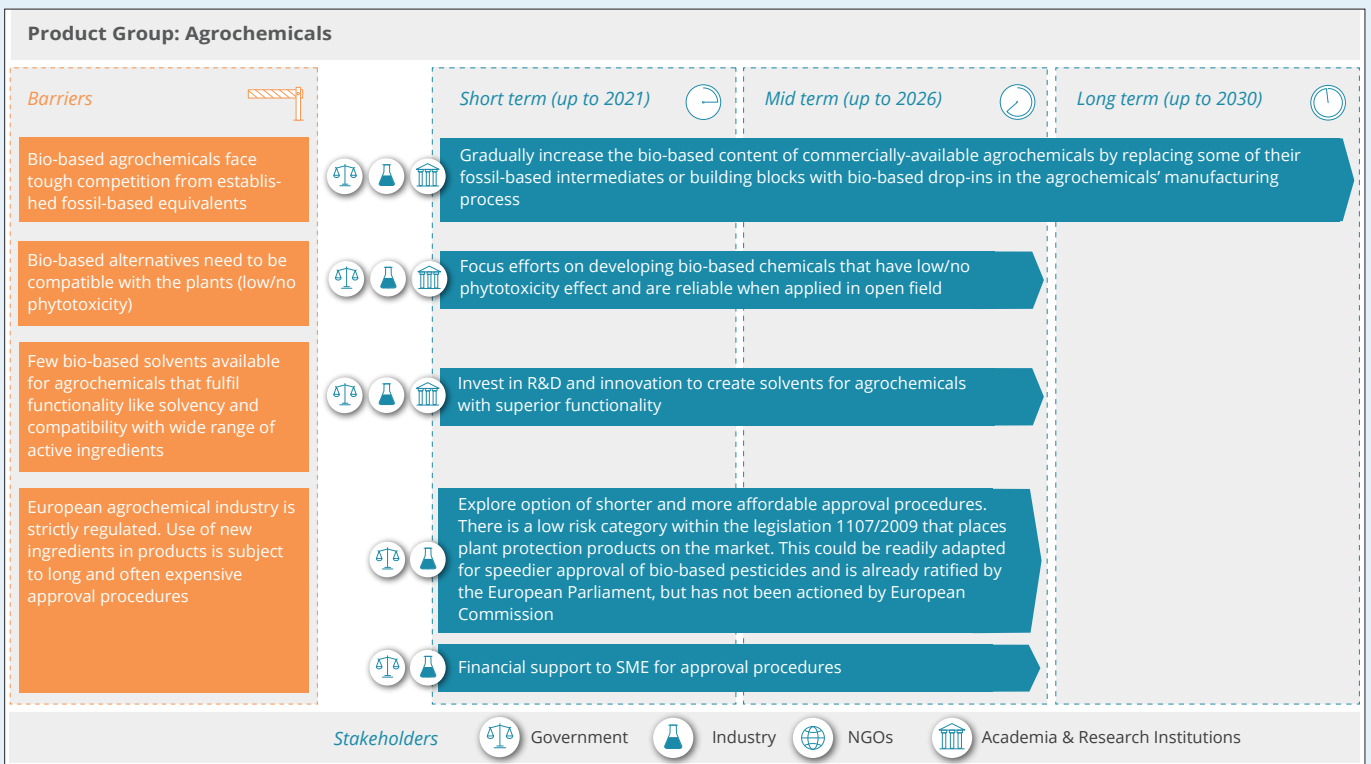 Product Group: Agrochemicals
Barriers
Short term (up to 2021)
Mid term (up to 2026)
Long term (up to 2030)
Bio-based agrochemicals face
tough competition from establis-
hed fossil-based equivalents
Gradually increase the bio-based content of commercially-available agrochemicals by replacing some of their
fossil-based intermediates or building blocks with bio-based drop-ins in the agrochemicals’ manufacturing
process
Bio-based alternatives need to be
compatible with the plants (low/no
phytotoxicity)
Focus efforts on developing bio-based chemicals that have low/no
phytotoxicity effect and are reliable when applied in open field
Few bio-based solvents available
for agrochemicals that fulfil
functionality like solvency and
compatibility with wide range of
active ingredients
Invest in R&D and innovation to create solvents for agrochemicals
with superior functionality
European agrochemical industry is
strictly regulated. Use of new
ingredients in products is subject
to long and often expensive
approval procedures
Explore option of shorter and more affordable approval procedures.
There is a low risk category within the legislation 1107/2009 that places
plant protection products on the market. This could be readily adapted
for speedier approval of bio-based pesticides and is already ratified by
the European Parliament, but has not been actioned by European
Commission
Financial support to SME for approval procedures
Stakeholders
Government
Industry
NGOs
Academia & Research Institutions